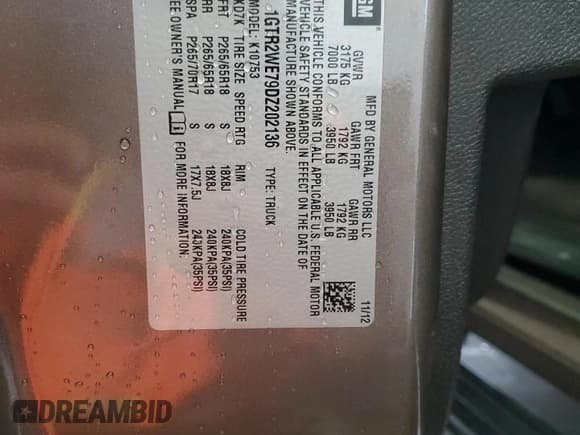 GM
MFD BY GENERAL MOTORS LLC
11/12
GVWR GAWR FRT GAWR RR
3175 KG 1792 KG 1792 KG
7000 LB 3950 LB 3950 LB
THIS VEHICLE CONFORMS TO ALL APPLICABLE U.S. FEDERAL MOTOR
VEHICLE SAFETY STANDARDS IN EFFECT ON THE DATE OF
MANUFACTURE SHOWN ABOVE.
1GTR2WE79DZ202136 TYPE: TRUCK
MODEL: K10753
XD7K TIRE SIZE SPEED RTG RIM COLD TIRE PRESSURE
FRT P265/65R18 S 18X8J 240KPA(35PSI)
RR P265/65R18 S 18X8J 240KPA(35PSI)
SPA P265/70R17 S 17X7.5J 243KPA(35PSI)
EE OWNER'S MANUAL FOR MORE INFORMATION.
DREAMBID